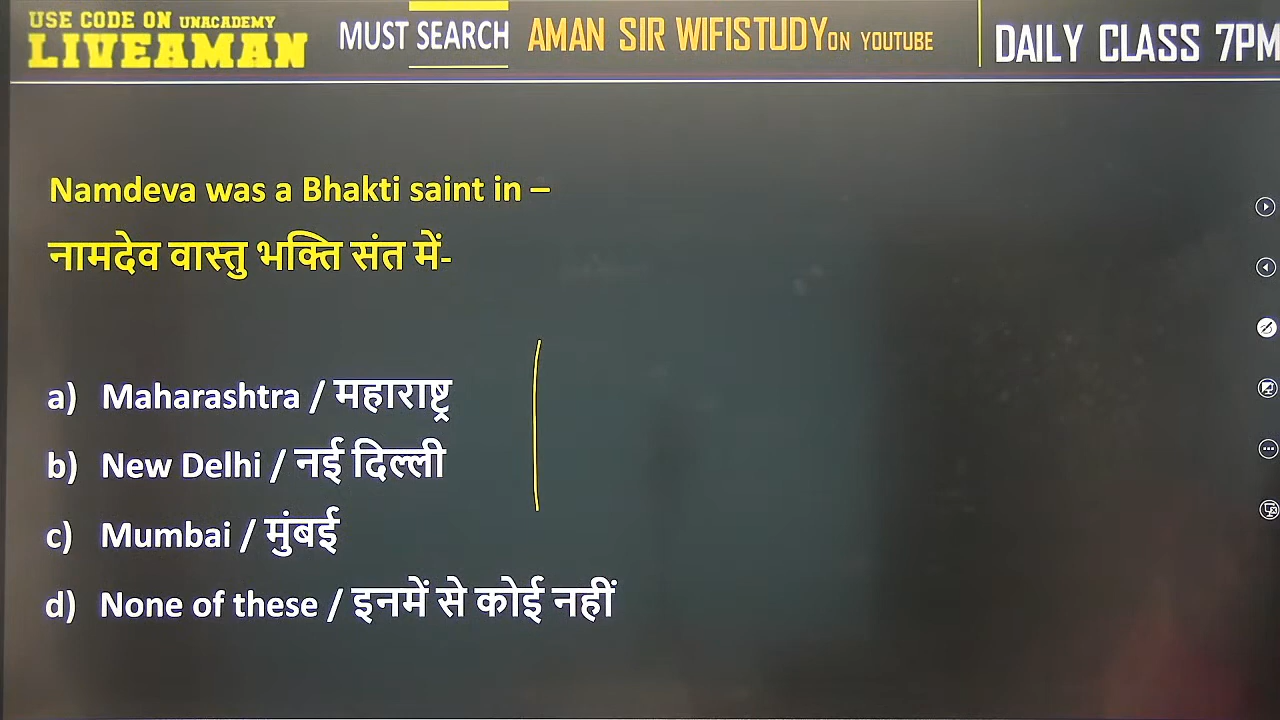 USE CODE ON UNACADEMY
LIVEAMAN
MUST SEARCH AMAN SIR WIFISTUDY ON YOUTUBE
DAILY CLASS 7PM
Namdeva was a Bhakti saint in –
नामदेव वास्तु भक्ति संत में-
a) Maharashtra / महाराष्ट्र
b) New Delhi / नई दिल्ली
c) Mumbai / मुंबई
d) None of these / इनमें से कोई नहीं